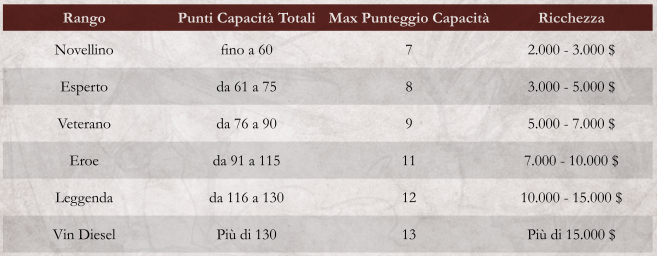 Rango Punti Capacità Totali Max Punteggio Capacità Ricchezza
Novellino fino a 60 7 2.000 - 3.000 $
Esperto da 61 a 75 8 3.000 - 5.000 $
Veterano da 76 a 90 9 5.000 - 7.000 $
Eroe da 91 a 115 11 7.000 - 10.000 $
Leggenda da 116 a 130 12 10.000 - 15.000 $
Vin Diesel Più di 130 13 Più di 15.000 $